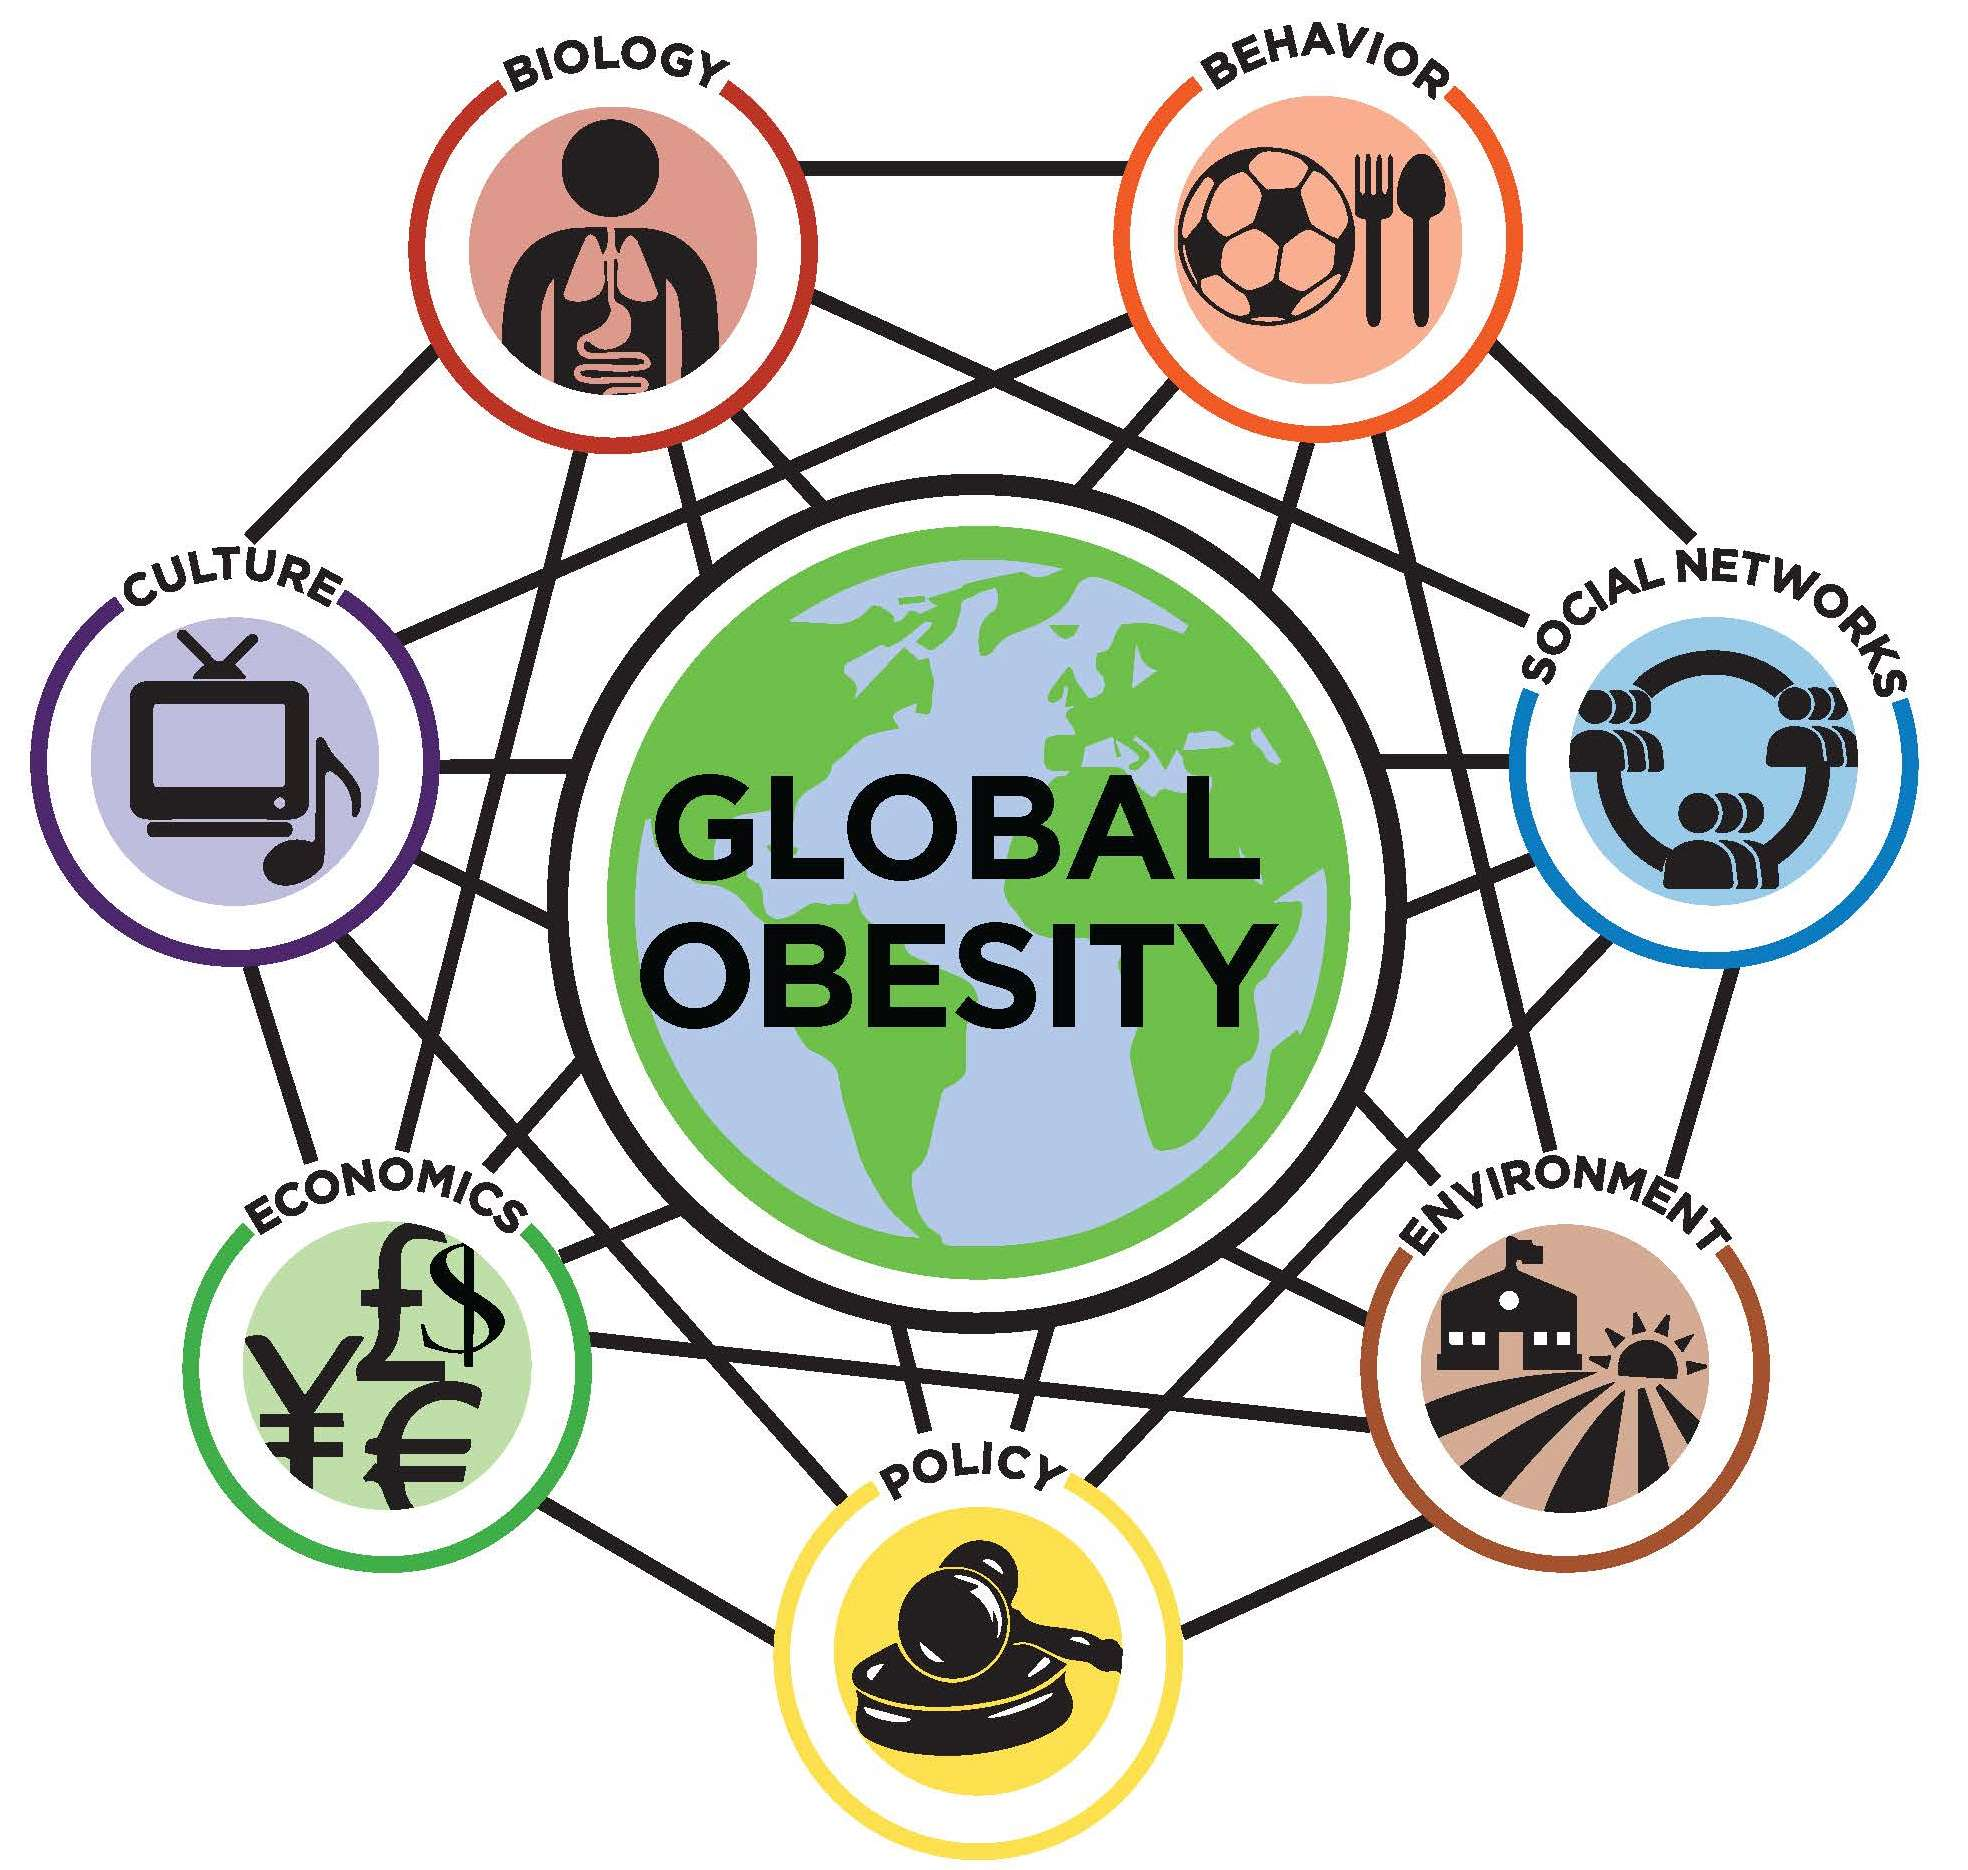 BIOLOGY
BEHAVIOR
CULTURE
SOCIAL NETWORKS
GLOBAL
OBESITY
ECONOMICS
ENVIRONMENT
£$
¥€
POLICY